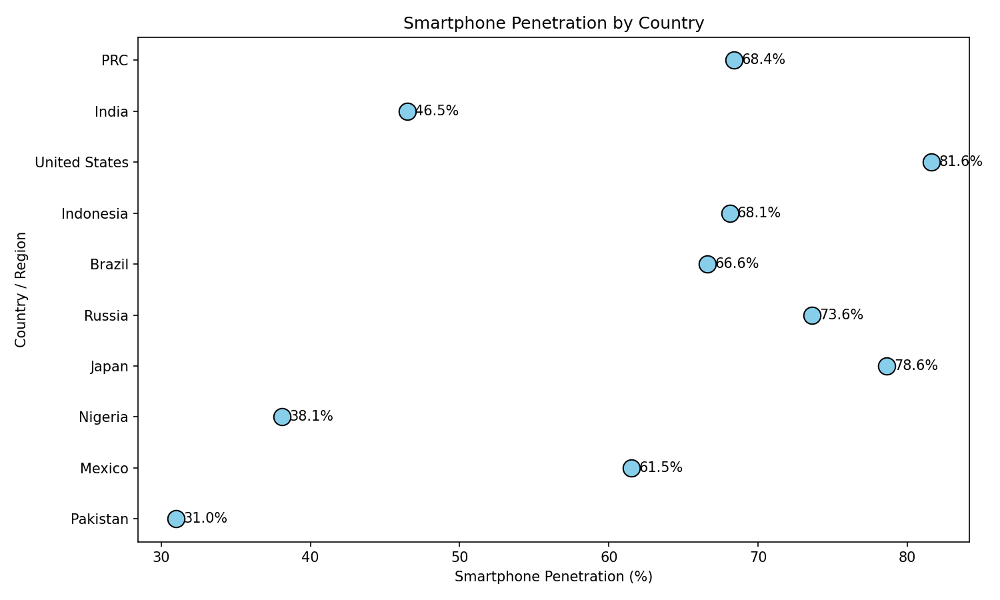 Smartphone Penetration by Country
PRC
68.4%
India
46.5%
United States
81.6%
Indonesia
68.1%
Brazil
66.6%
Russia
73.6%
Japan
78.6%
Nigeria
38.1%
Mexico
61.5%
Pakistan
31.0%
Country / Region
30 40 50 60 70 80
Smartphone Penetration (%)